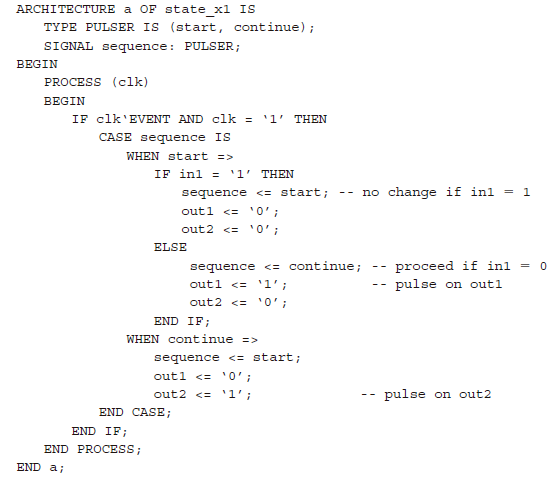 ARCHITECTURE a OF state_x1 IS
TYPE PULSER IS (start, continue);
SIGNAL sequence: PULSER;
BEGIN
PROCESS (clk)
BEGIN
IF clk‘EVENT AND clk = ‘1’ THEN
CASE sequence IS
WHEN start =>
IF in1 = ‘1’ THEN
sequence <= start; -- no change if in1 = 1
out1 <= ‘0’;
out2 <= ‘0’;
ELSE
sequence <= continue; -- proceed if in1 = 0
out1 <= ‘1’; -- pulse on out1
out2 <= ‘0’;
END IF;
WHEN continue =>
sequence <= start;
out1 <= ‘0’;
out2 <= ‘1’; -- pulse on out2
END CASE;
END IF;
END PROCESS;
END a;